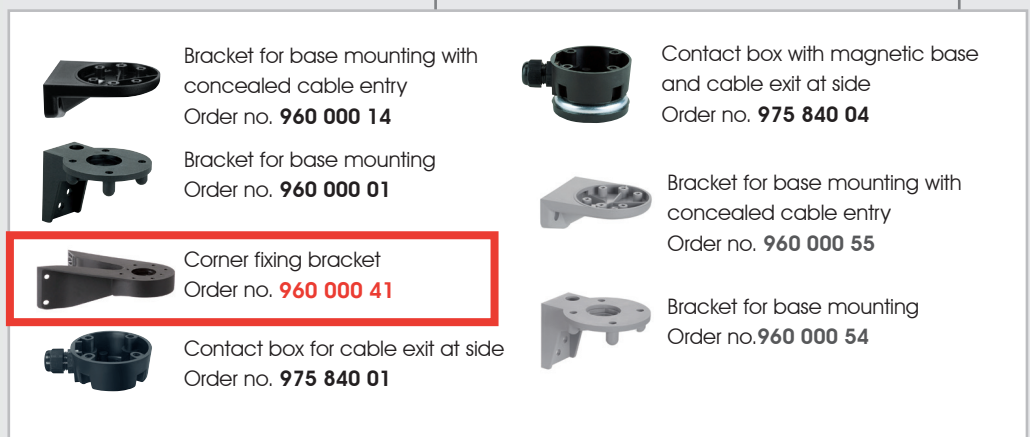 Bracket for base mounting with
concealed cable entry
Order no. 960 000 14
Bracket for base mounting
Order no. 960 000 01
Corner fixing bracket
Order no. 960 000 41
Contact box for cable exit at side
Order no. 975 840 01
Contact box with magnetic base
and cable exit at side
Order no. 975 840 04
Bracket for base mounting with
concealed cable entry
Order no. 960 000 55
Bracket for base mounting
Order no.960 000 54